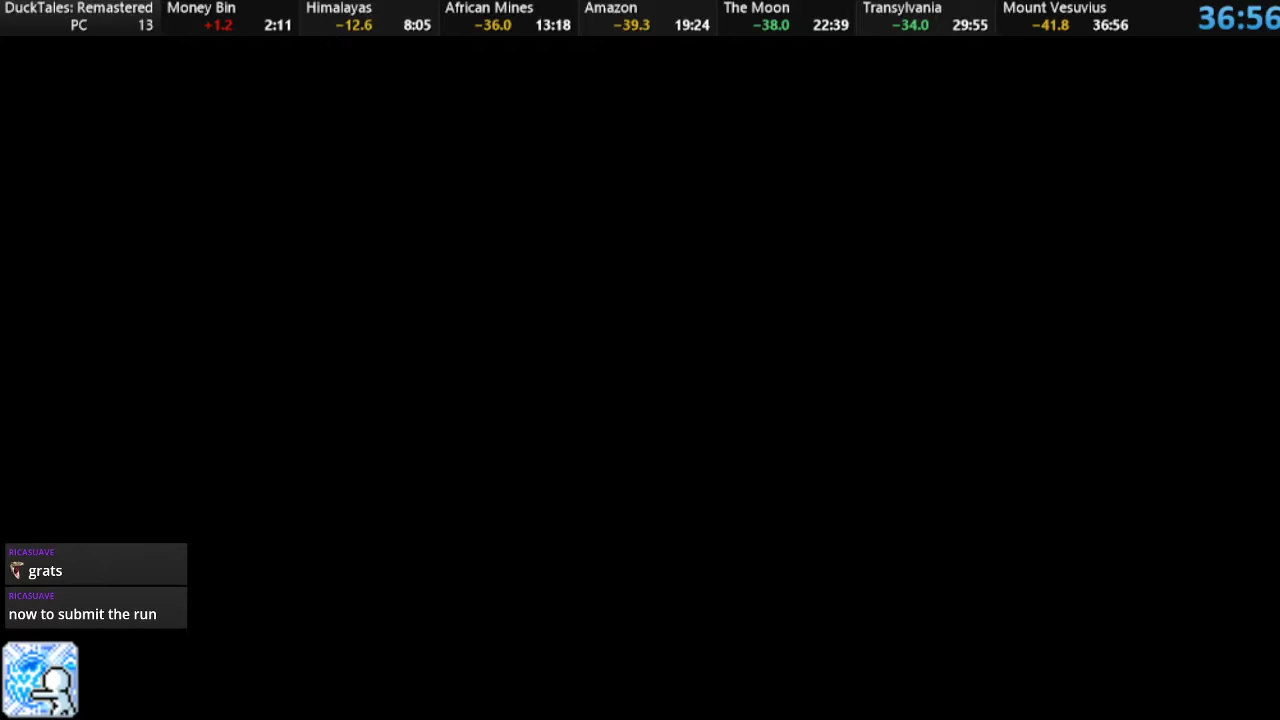 DuckTales: Remastered
PC 13
Money Bin
+1.2 2:11
Himalayas
−12.6 8:05
African Mines
−36.0 13:18
Amazon
−39.3 19:24
The Moon
−38.0 22:39
Transylvania
−34.0 29:55
Mount Vesuvius
−41.8 36:56
36:56
RICASUAVE
grats
RICASUAVE
now to submit the run